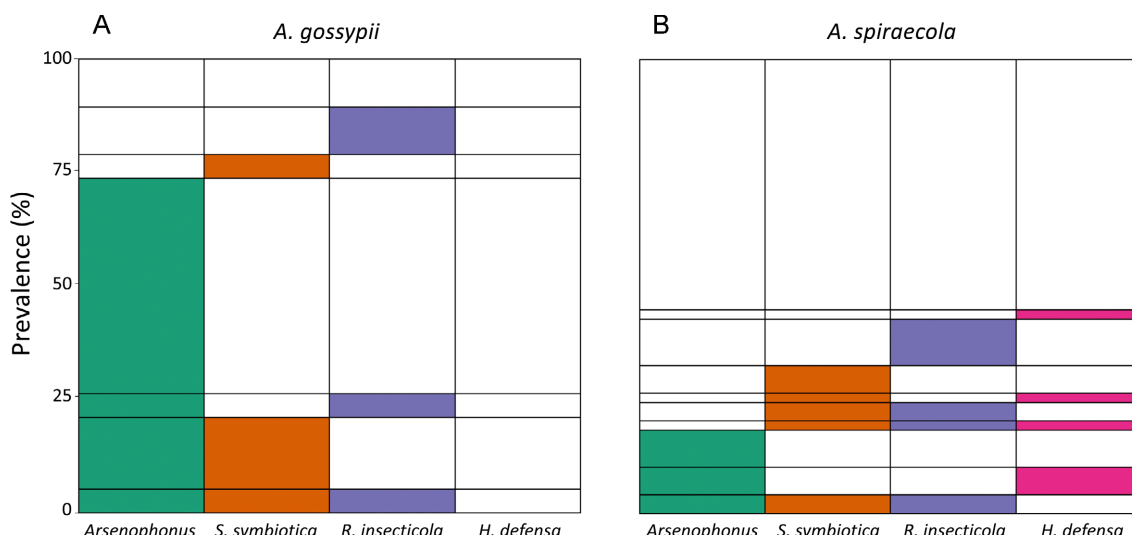 A
A. gossypii
B
A. spiraecola
100
75
50
25
0
Prevalence (%)
Arsenophonus S. symbiotica R. insecticola H. defensa
Arsenophonus S. symbiotica R. insecticola H. defensa